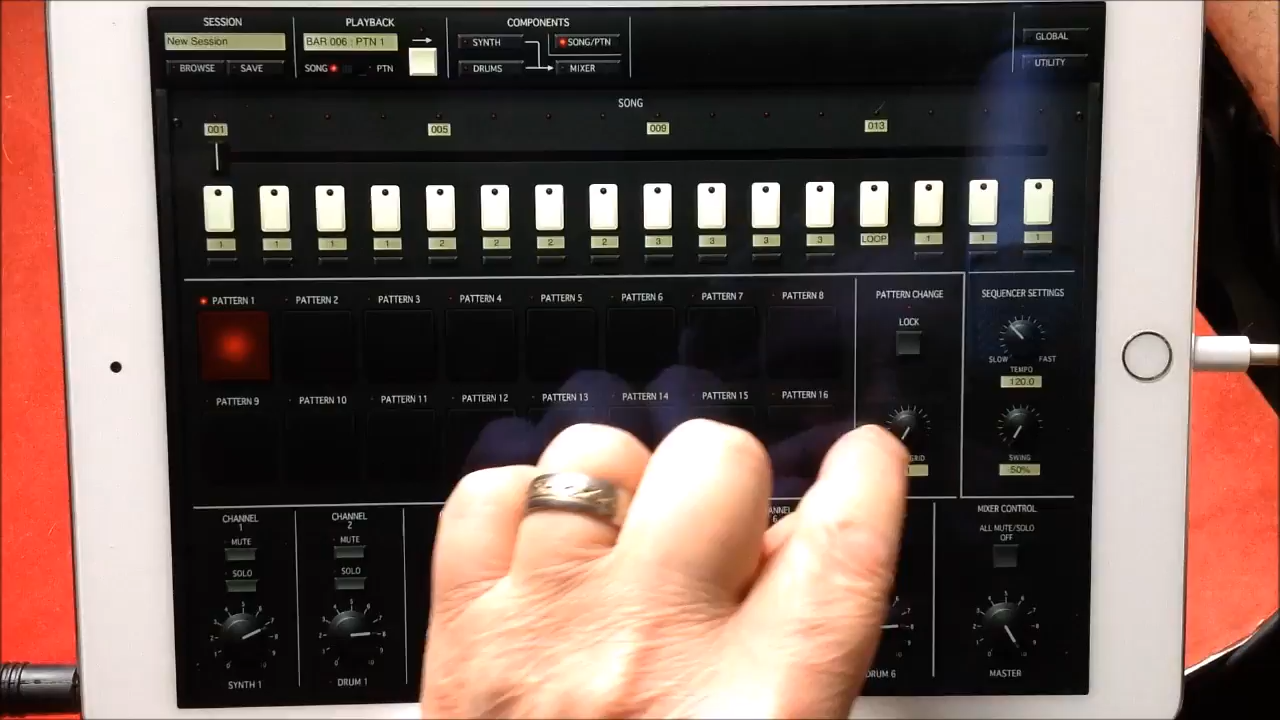 SESSION
PLAYBACK
COMPONENTS
New Session
BAR 006 : PTN 1
SYNTH
SONG/PTN
GLOBAL
BROWSE
SAVE
SONG
PTN
DRUMS
MIXER
UTILITY
SONG
001
005
009
013
1 1 1 1 2 2 2 2 3 3 3 3 LOOP 1 1 1
PATTERN 1
PATTERN 2
PATTERN 3
PATTERN 4
PATTERN 5
PATTERN 6
PATTERN 7
PATTERN 8
PATTERN CHANGE
SEQUENCER SETTINGS
LOCK
SLOW
FAST
TEMPO
120.0
PATTERN 9
PATTERN 10
PATTERN 11
PATTERN 12
PATTERN 13
PATTERN 14
PATTERN 15
PATTERN 16
GRID
1
SWING
50%
CHANNEL
1
CHANNEL
2
MIXER CONTROL
MUTE
MUTE
ALL MUTE/SOLO
OFF
SOLO
SOLO
SYNTH 1
DRUM 1
DRUM 6
MASTER